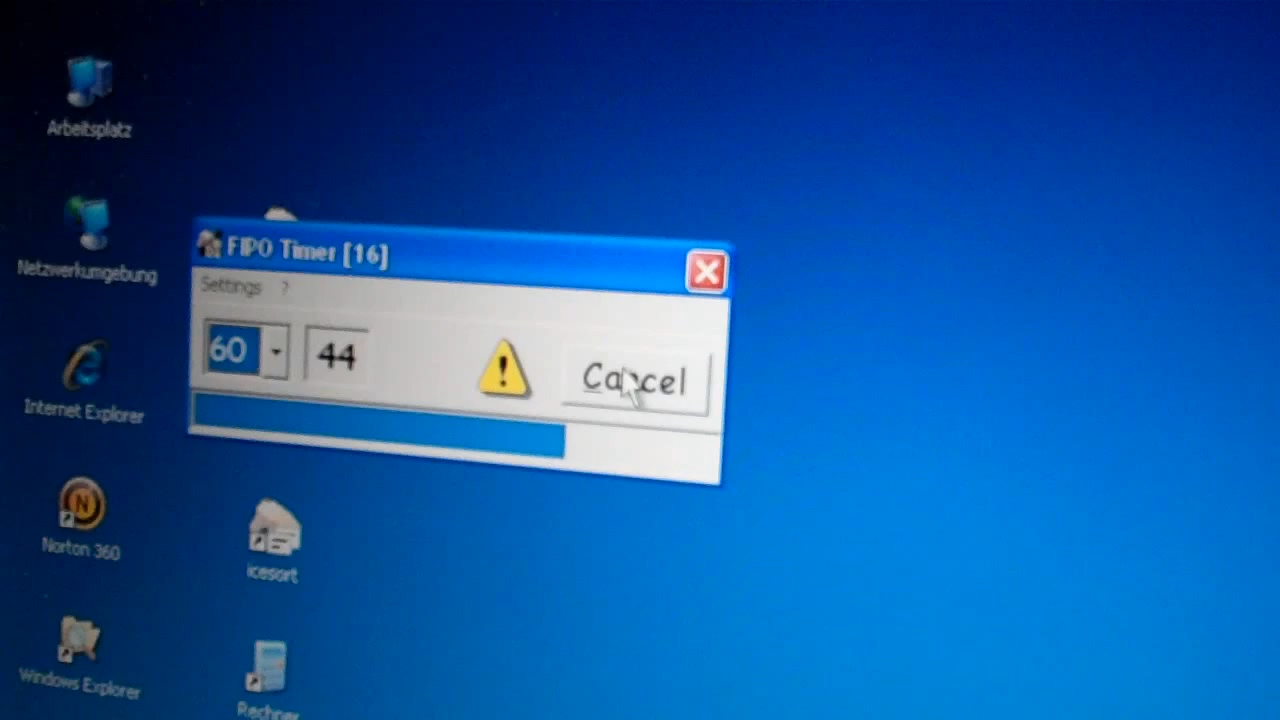 Arbeitsplatz
Netzwerkumgebung
Internet Explorer
Norton 360
Windows Explorer
icesort
Rechner
FIPO Timer [16]
Settings ?
60 44
Cancel